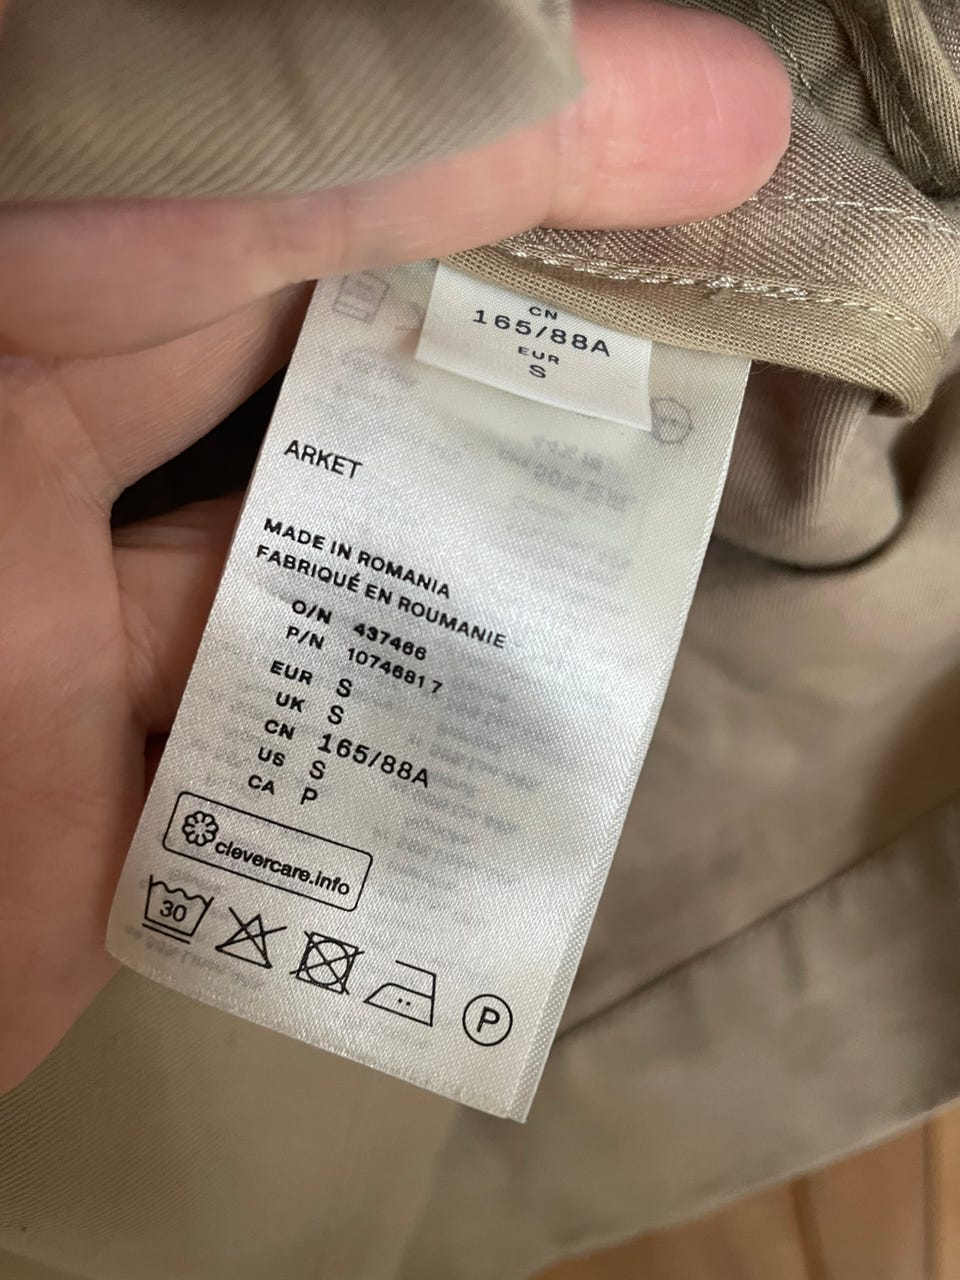 CN
165/88A
EUR
S
ARKET
MADE IN ROMANIA
FABRIQUÉ EN ROUMANIE
O/N 437466
P/N 10746817
EUR S
UK S
CN 165/88A
US S
CA P
clevercare.info
30
P